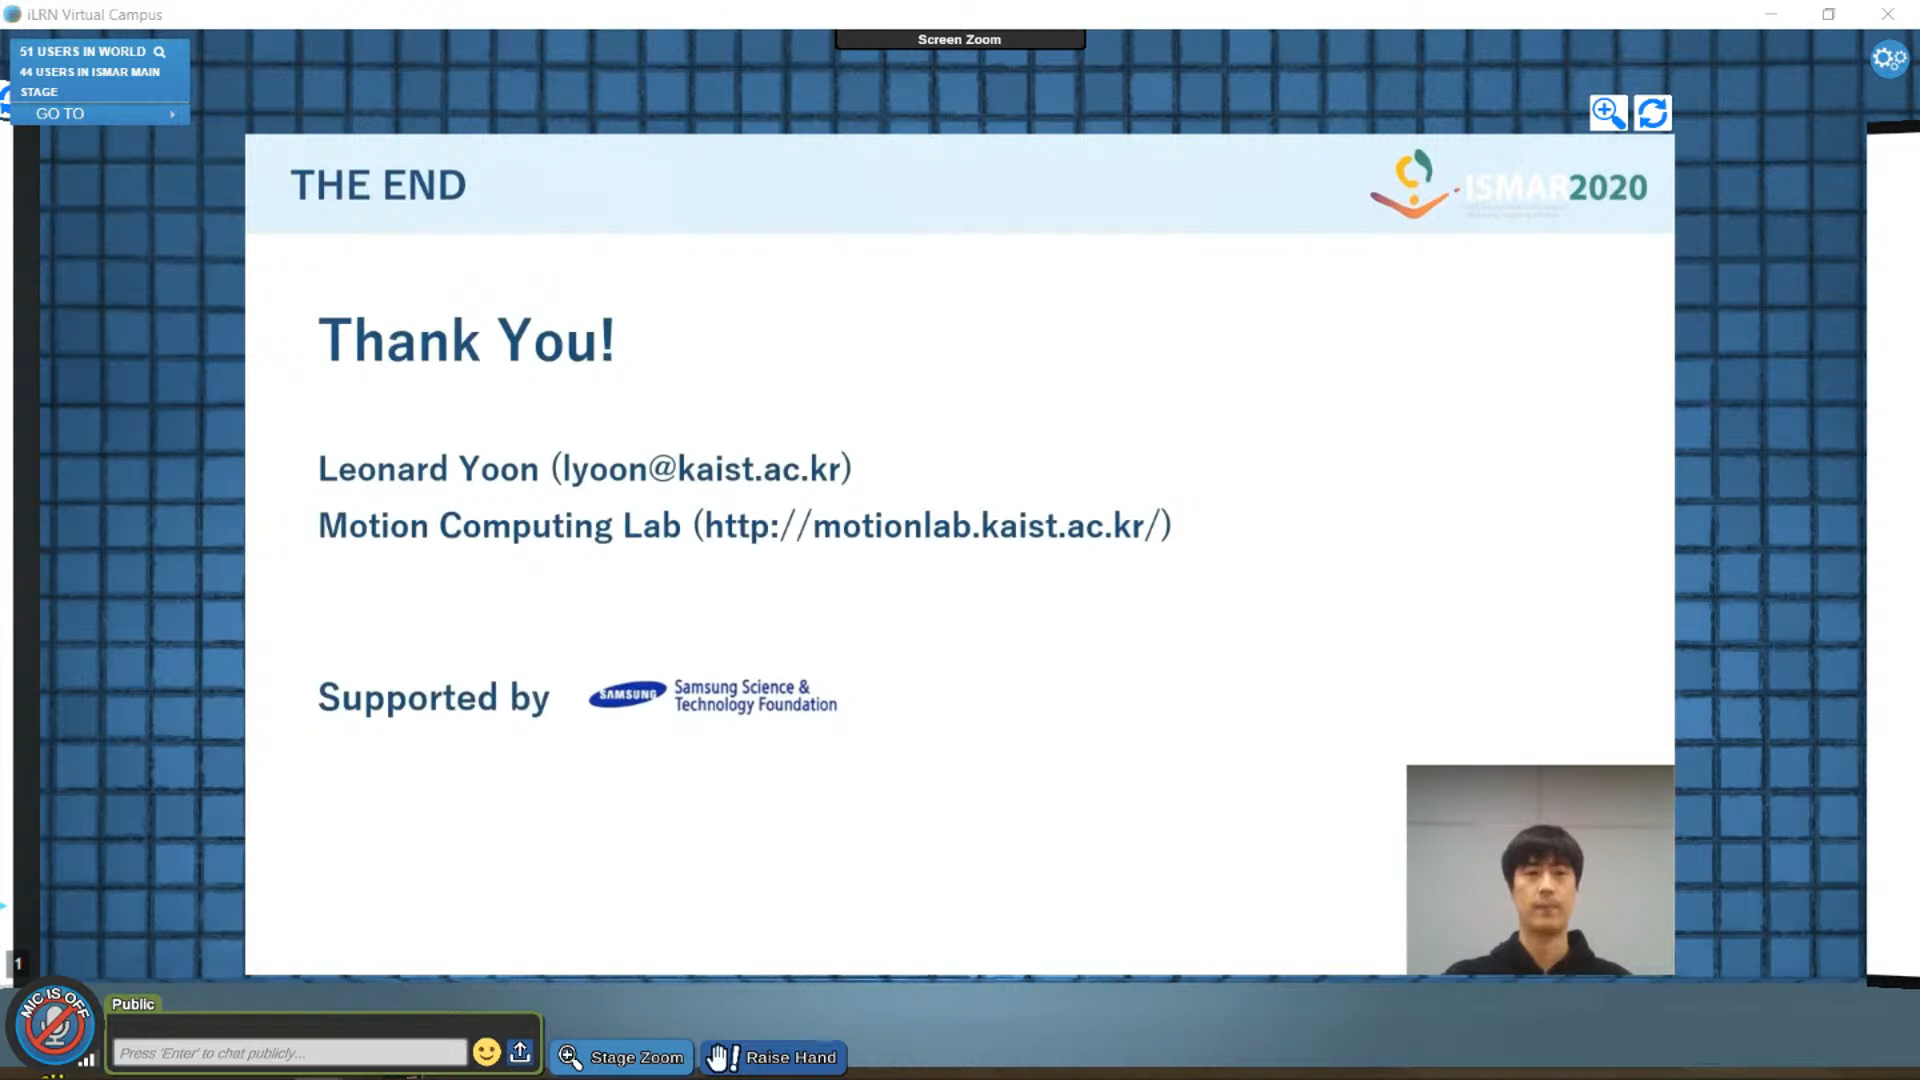 iLRN Virtual Campus
51 USERS IN WORLD
44 USERS IN ISMAR MAIN
STAGE
GO TO
Screen Zoom
THE END
ISMAR2020
Thank You!
Leonard Yoon (lyoon@kaist.ac.kr)
Motion Computing Lab (http://motionlab.kaist.ac.kr/)
Supported by
SAMSUNG
Samsung Science &
Technology Foundation
1
MIC IS OFF
Public
Press 'Enter' to chat publicly...
Stage Zoom
Raise Hand